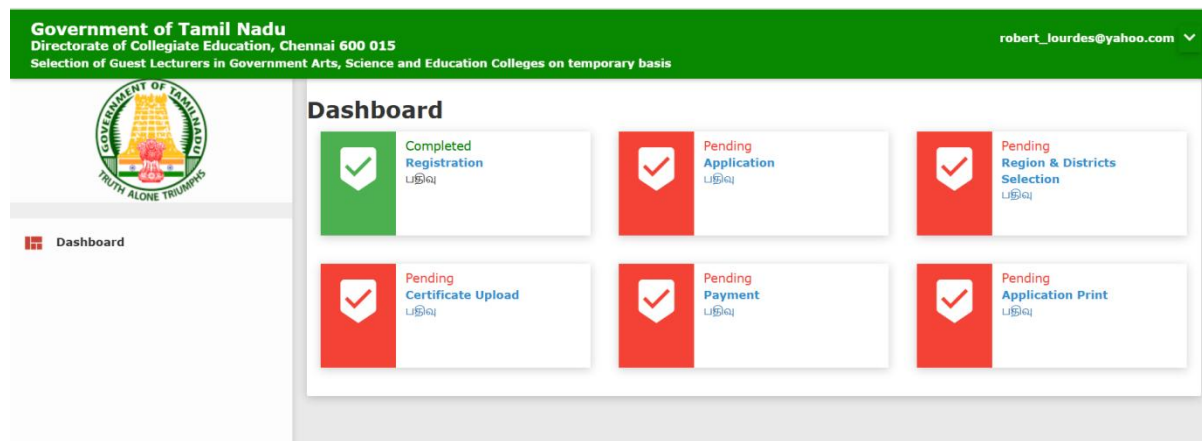 Government of Tamil Nadu
Directorate of Collegiate Education, Chennai 600 015
Selection of Guest Lecturers in Government Arts, Science and Education Colleges on temporary basis
robert_lourdes@yahoo.com
GOVERNMENT OF TAMILNADU
TRUTH ALONE TRIUMPHS
Dashboard
Dashboard
Completed
Registration
பதிவு
Pending
Application
பதிவு
Pending
Region & Districts
Selection
பதிவு
Pending
Certificate Upload
பதிவு
Pending
Payment
பதிவு
Pending
Application Print
பதிவு